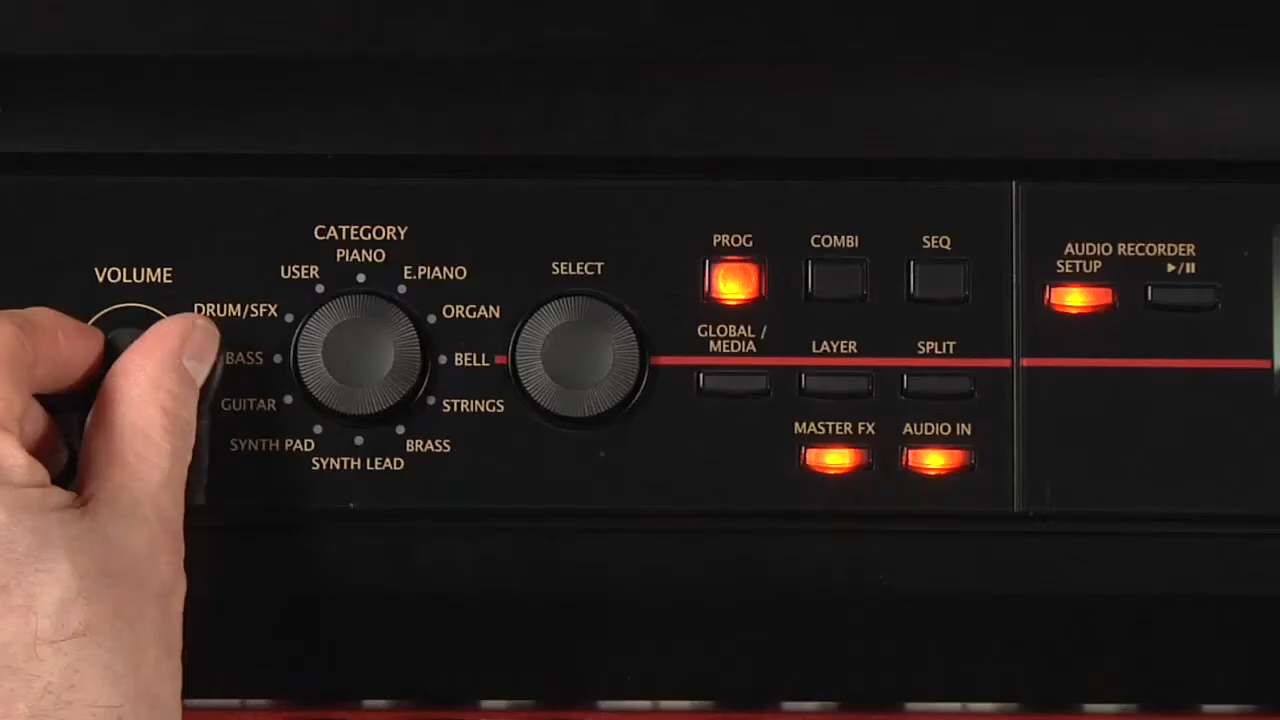 VOLUME
CATEGORY
PIANO
USER
E.PIANO
DRUM/SFX
ORGAN
BASS
BELL
GUITAR
STRINGS
SYNTH PAD
BRASS
SYNTH LEAD
SELECT
PROG
COMBI
SEQ
GLOBAL /
MEDIA
LAYER
SPLIT
MASTER FX
AUDIO IN
AUDIO RECORDER
SETUP
►/II